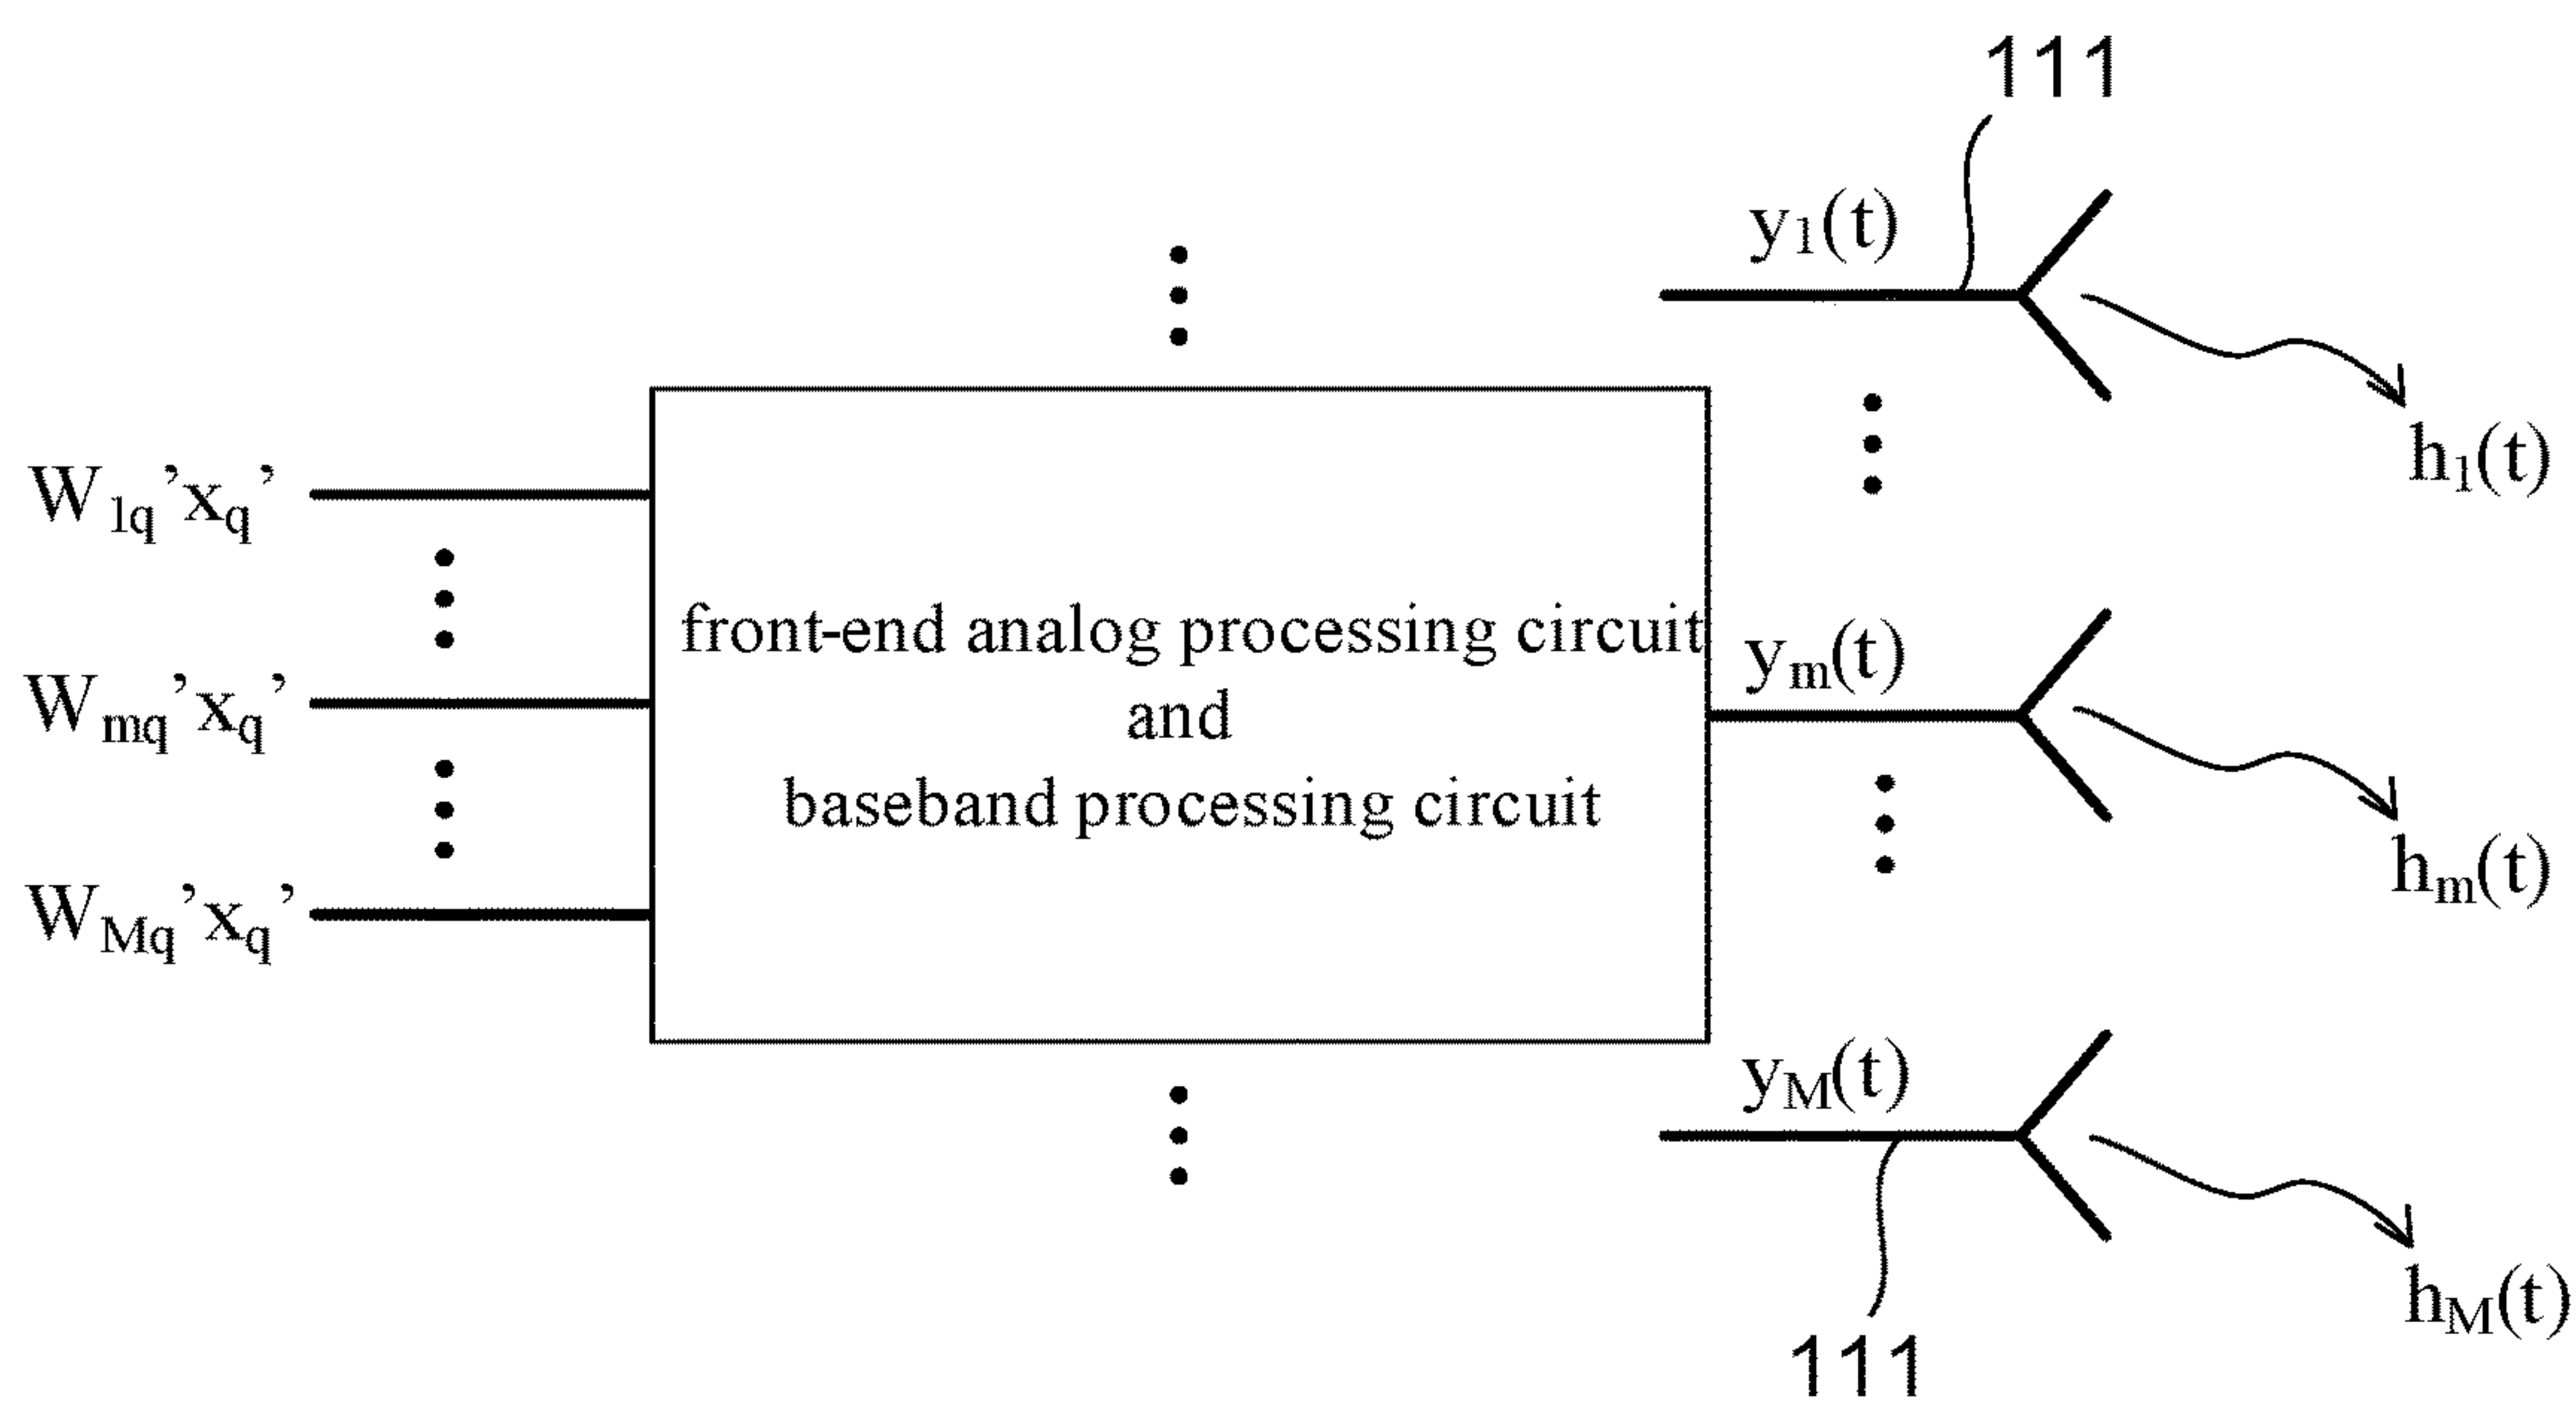 111
y₁(t)
h₁(t)
W₁q’xq’
front-end analog processing circuit
yₘ(t)
Wmq’xq’
and
baseband processing circuit
hₘ(t)
WMq’xq’
yM(t)
hM(t)
111